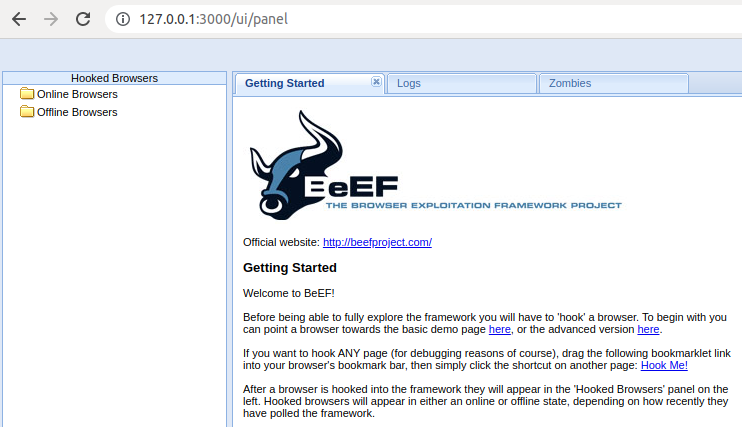 127.0.0.1:3000/ui/panel
Hooked Browsers
Online Browsers
Offline Browsers
Getting Started
Logs
Zombies
BeEF
THE BROWSER EXPLOITATION FRAMEWORK PROJECT
Official website: http://beefproject.com/
Getting Started
Welcome to BeEF!
Before being able to fully explore the framework you will have to 'hook' a browser. To begin with you
can point a browser towards the basic demo page here, or the advanced version here.
If you want to hook ANY page (for debugging reasons of course), drag the following bookmarklet link
into your browser's bookmark bar, then simply click the shortcut on another page: Hook Me!
After a browser is hooked into the framework they will appear in the 'Hooked Browsers' panel on the
left. Hooked browsers will appear in either an online or offline state, depending on how recently they
have polled the framework.